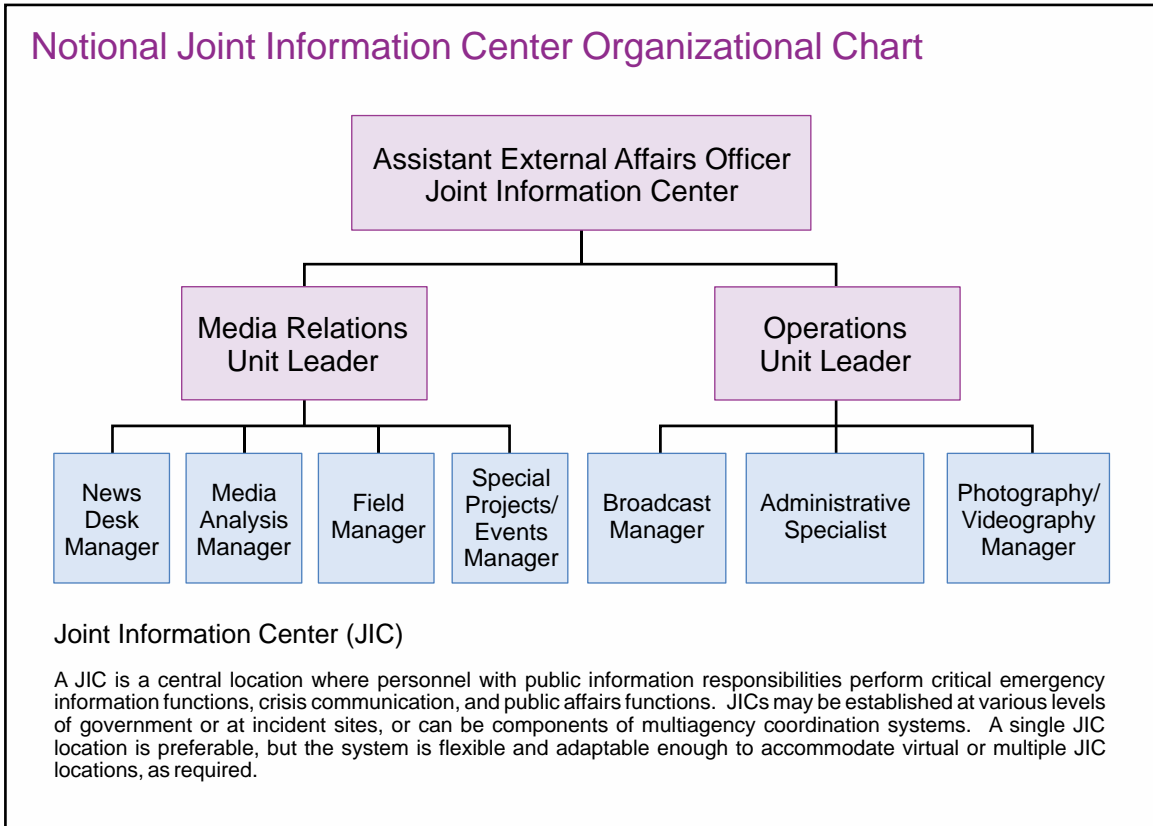 Notional Joint Information Center Organizational Chart
Assistant External Affairs Officer
Joint Information Center
Media Relations
Unit Leader
Operations
Unit Leader
News
Desk
Manager
Media
Analysis
Manager
Field
Manager
Special
Projects/
Events
Manager
Broadcast
Manager
Administrative
Specialist
Photography/
Videography
Manager
Joint Information Center (JIC)
A JIC is a central location where personnel with public information responsibilities perform critical emergency
information functions, crisis communication, and public affairs functions. JICs may be established at various levels
of government or at incident sites, or can be components of multiagency coordination systems. A single JIC
location is preferable, but the system is flexible and adaptable enough to accommodate virtual or multiple JIC
locations, as required.